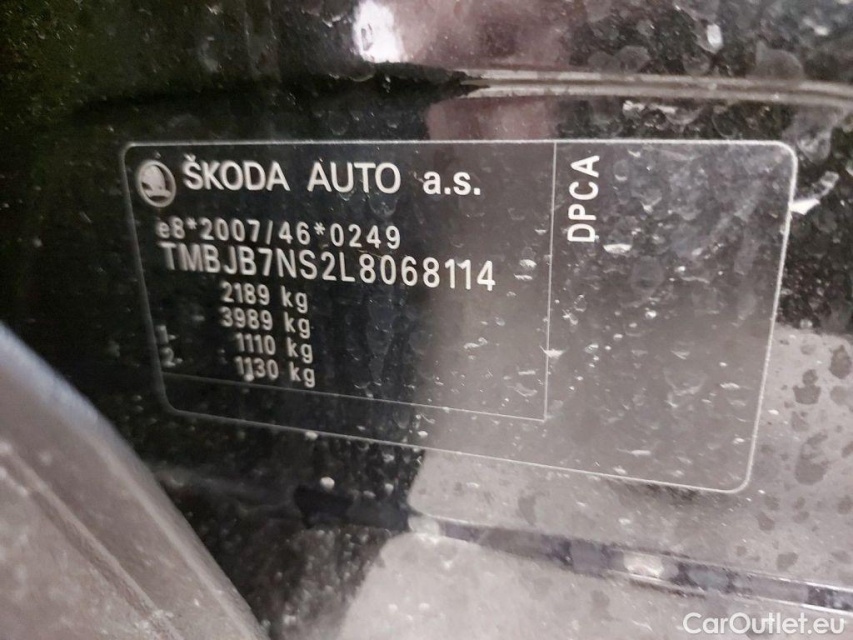 ŠKODA AUTO a.s.
e8*2007/46*0249
TMBJB7NS2L8068114
2189 kg
3989 kg
1. 1110 kg
2. 1130 kg
DPCA
CarOutlet.eu